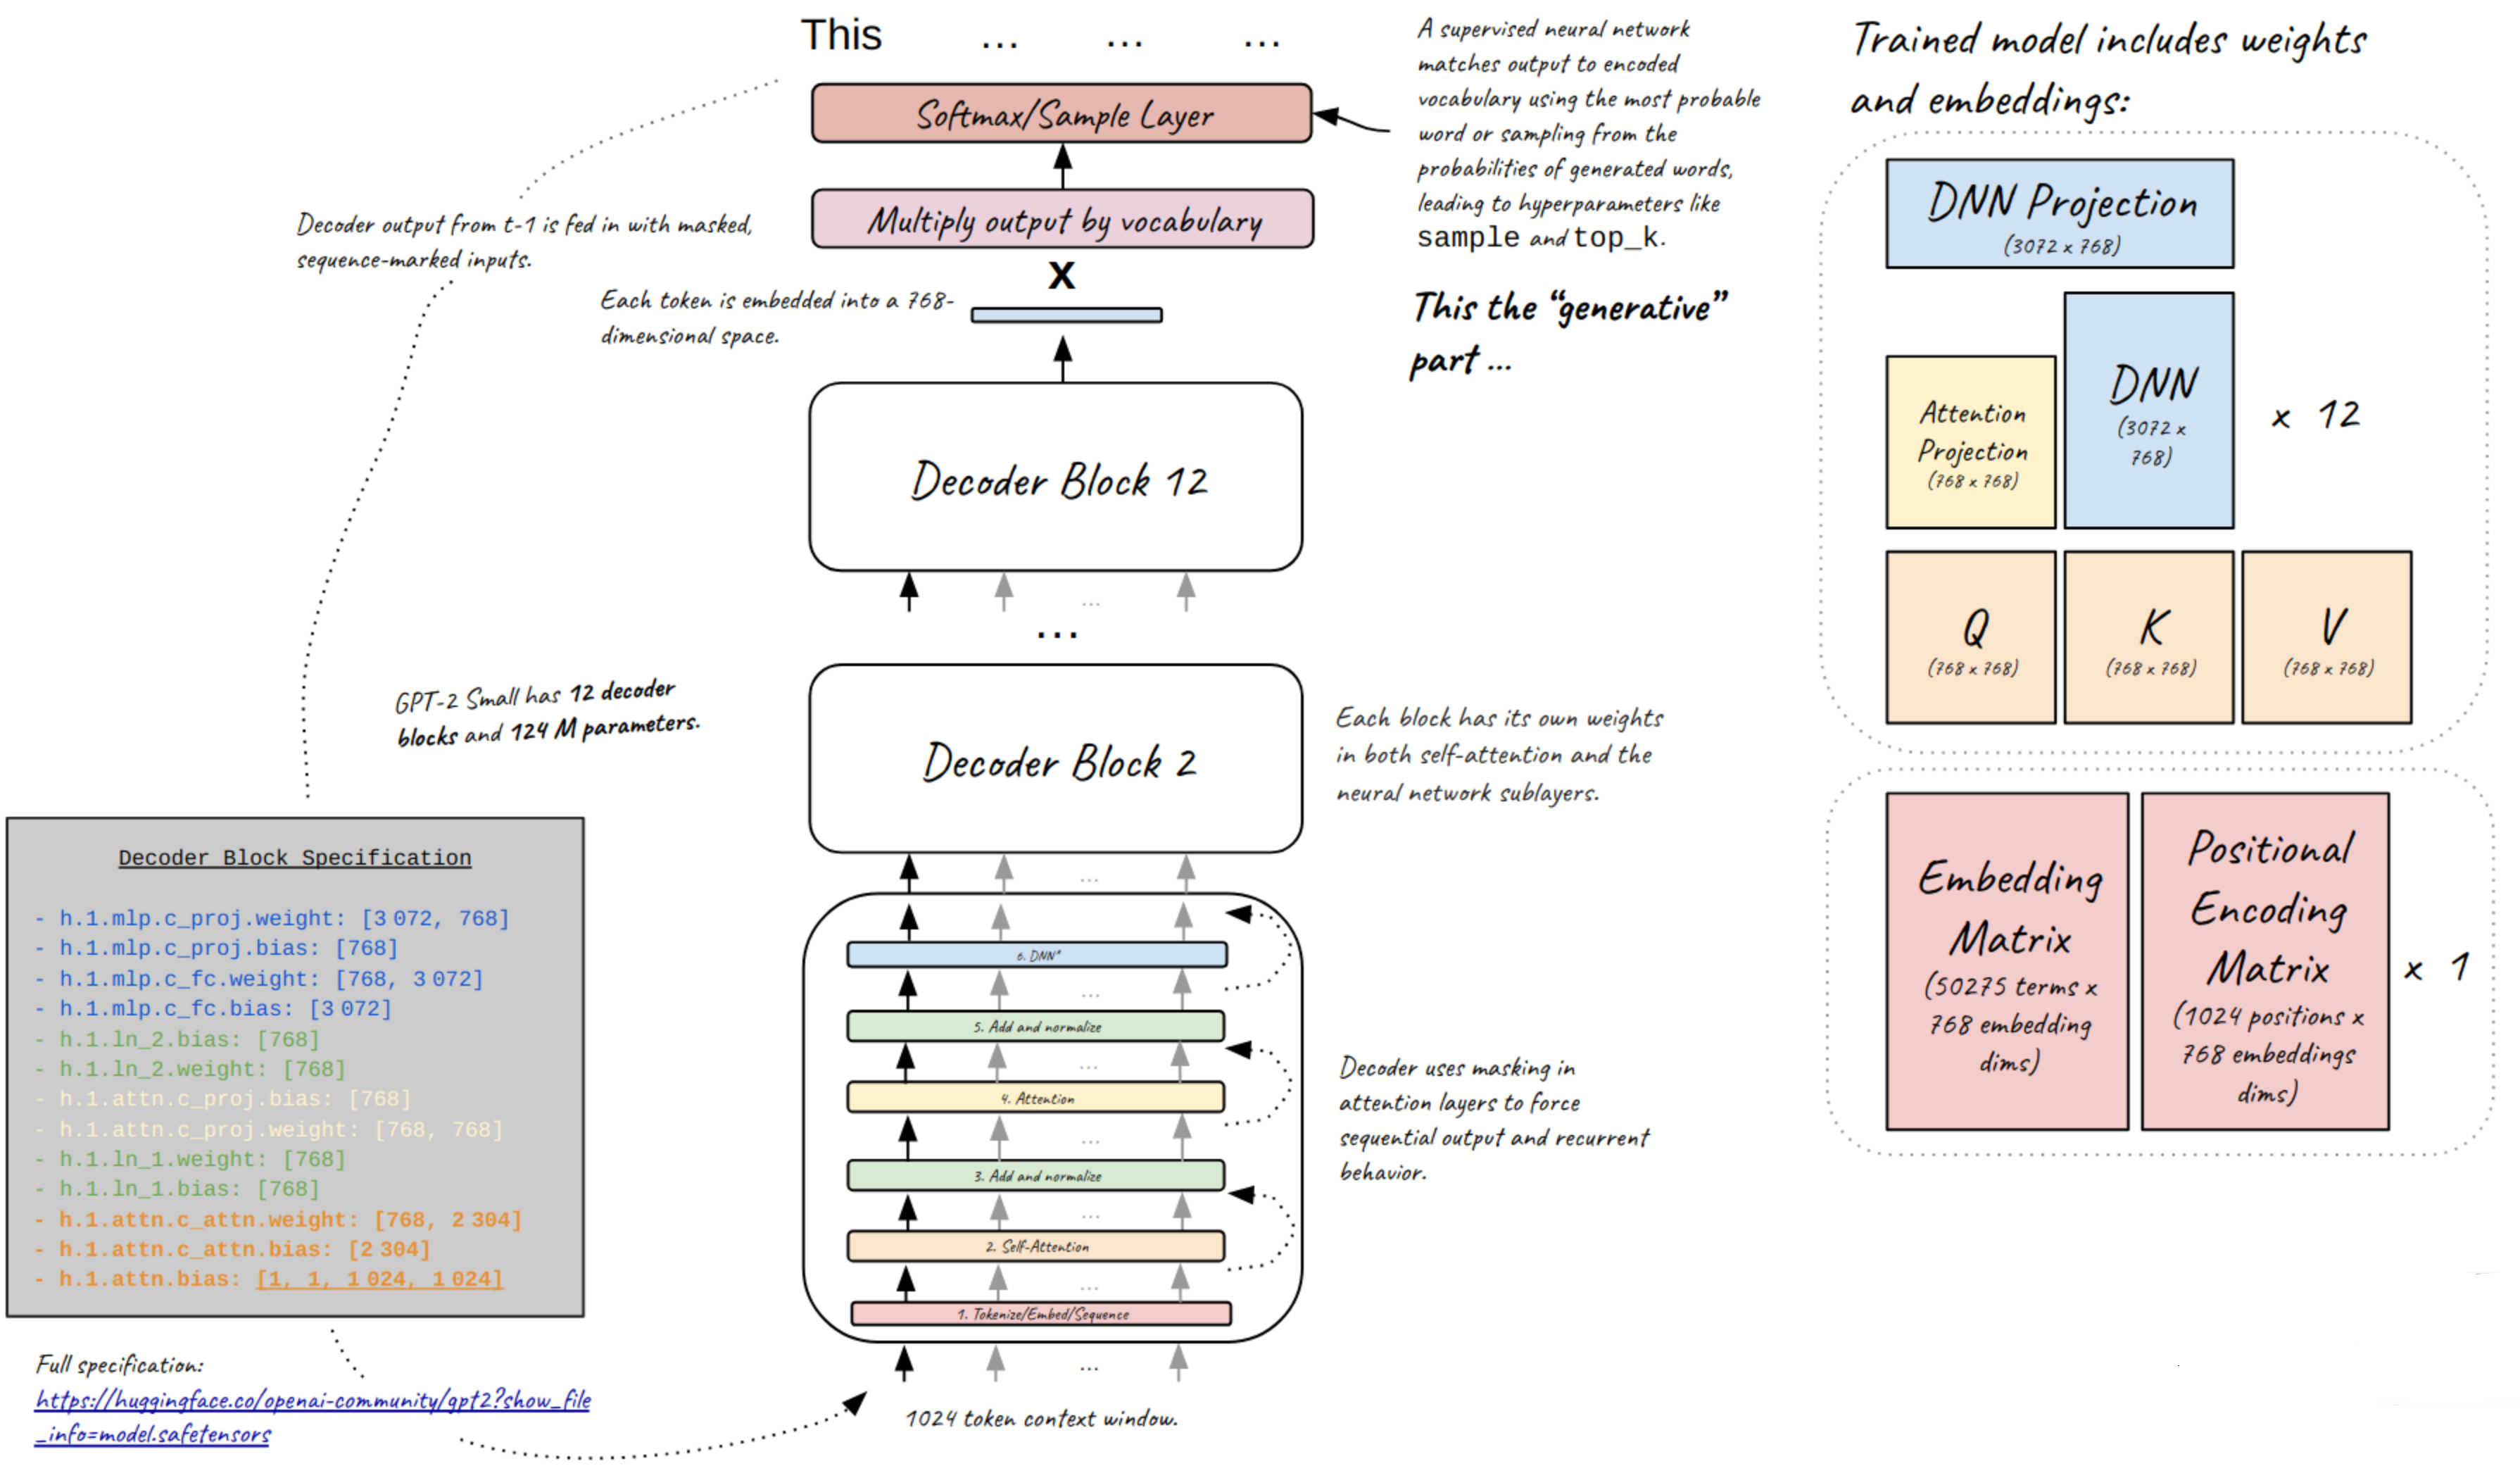 This ... ... ...
Softmax/Sample Layer
Multiply output by vocabulary
x
Decoder output from t-1 is fed in with masked,
sequence-marked inputs.
Each token is embedded into a 768-
dimensional space.
A supervised neural network
matches output to encoded
vocabulary using the most probable
word or sampling from the
probabilities of generated words,
leading to hyperparameters like
sample and top_k.
This the “generative”
part ...
Decoder Block 12
...
...
GPT-2 Small has 12 decoder
blocks and 124 M parameters.
Decoder Block 2
Each block has its own weights
in both self-attention and the
neural network sublayers.
...
6. DNN"
...
5. Add and normalize
...
4. Attention
...
3. Add and normalize
...
2. Self-Attention
...
1. Tokenize/Embed/Sequence
...
1024 token context window.
Decoder uses masking in
attention layers to force
sequential output and recurrent
behavior.
Decoder Block Specification
- h.1.mlp.c_proj.weight: [3 072, 768]
- h.1.mlp.c_proj.bias: [768]
- h.1.mlp.c_fc.weight: [768, 3 072]
- h.1.mlp.c_fc.bias: [3 072]
- h.1.ln_2.bias: [768]
- h.1.ln_2.weight: [768]
- h.1.attn.c_proj.bias: [768]
- h.1.attn.c_proj.weight: [768, 768]
- h.1.ln_1.weight: [768]
- h.1.ln_1.bias: [768]
- h.1.attn.c_attn.weight: [768, 2 304]
- h.1.attn.c_attn.bias: [2 304]
- h.1.attn.bias: [1, 1, 1 024, 1 024]
Full specification:
https://huggingface.co/openai-community/gpt2?show_file
_info=model.safetensors
Trained model includes weights
and embeddings:
DNN Projection
(3072 x 768)
Attention
Projection
(768 x 768)
DNN
(3072 x
768)
x 12
Q
(768 x 768)
K
(768 x 768)
V
(768 x 768)
Embedding
Matrix
(50275 terms x
768 embedding
dims)
Positional
Encoding
Matrix
(1024 positions x
768 embeddings
dims)
x 1